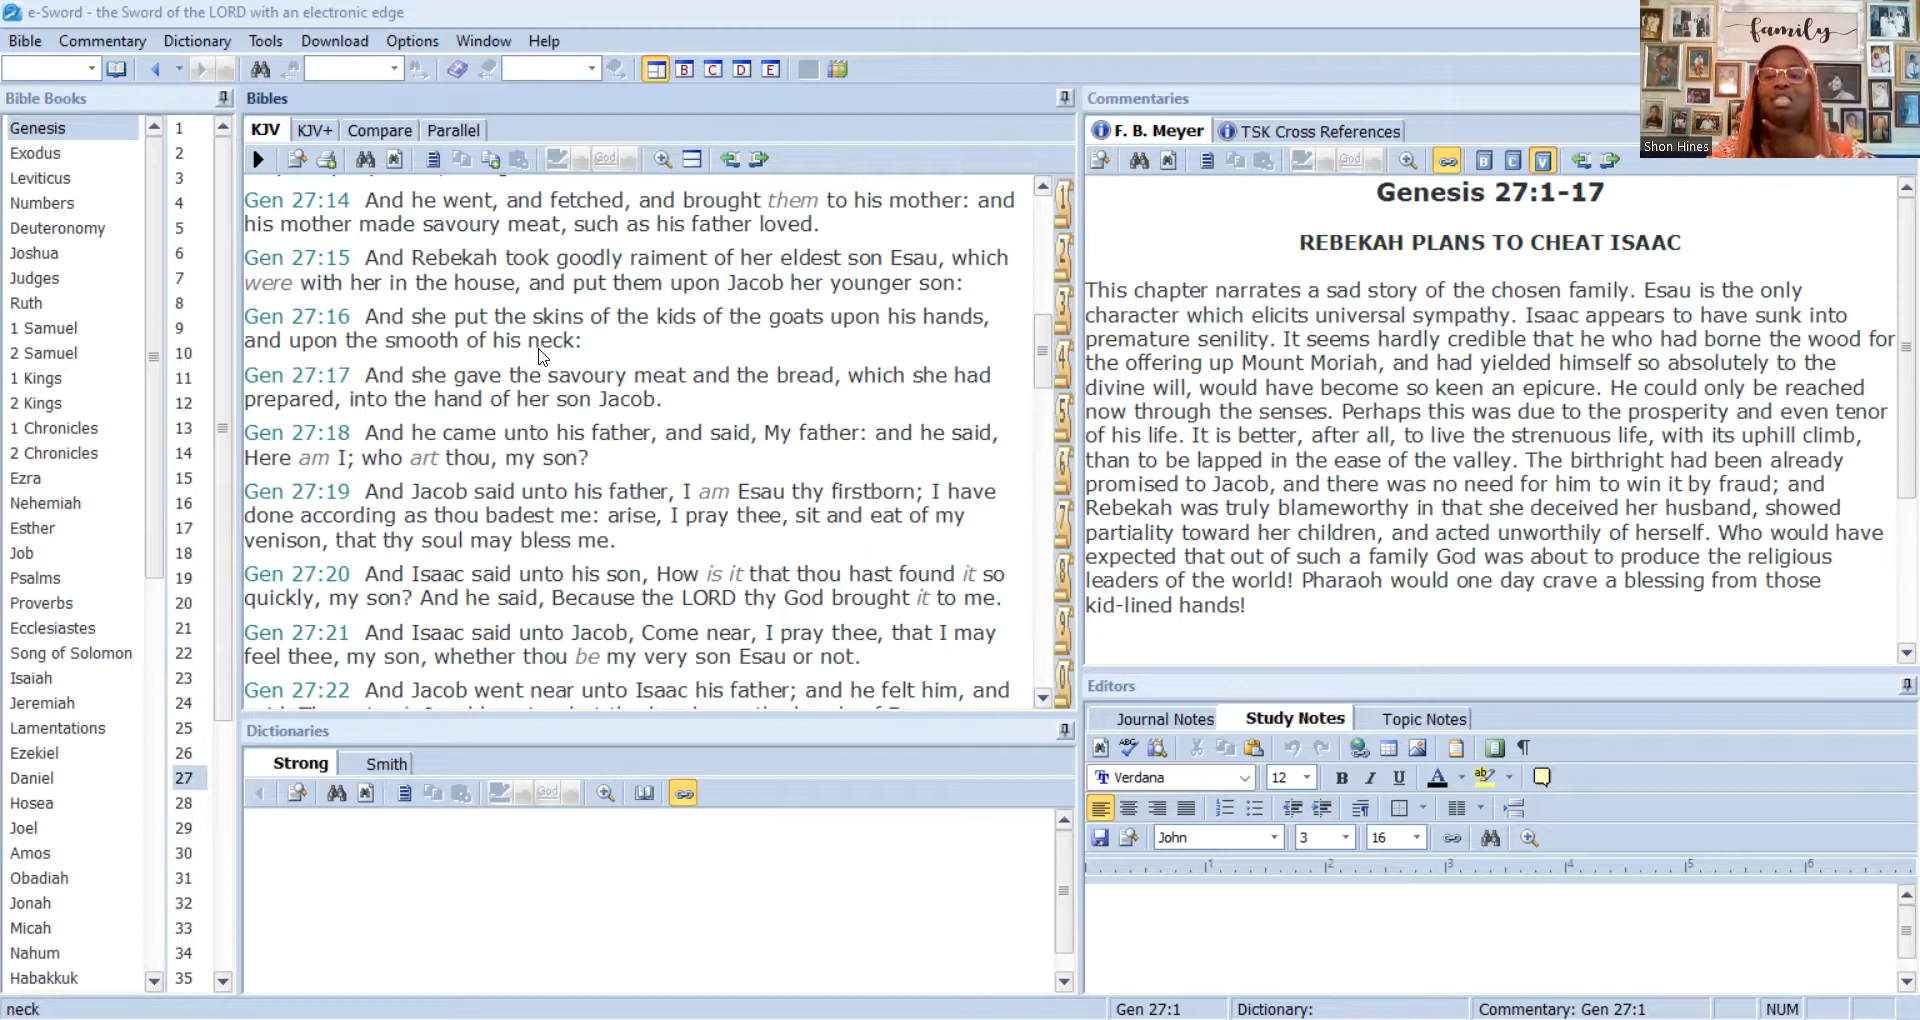 e-Sword - the Sword of the LORD with an electronic edge
Bible Commentary Dictionary Tools Download Options Window Help
B C D E
family
Shon Hines
Bible Books
Genesis
Exodus
Leviticus
Numbers
Deuteronomy
Joshua
Judges
Ruth
1 Samuel
2 Samuel
1 Kings
2 Kings
1 Chronicles
2 Chronicles
Ezra
Nehemiah
Esther
Job
Psalms
Proverbs
Ecclesiastes
Song of Solomon
Isaiah
Jeremiah
Lamentations
Ezekiel
Daniel
Hosea
Joel
Amos
Obadiah
Jonah
Micah
Nahum
Habakkuk
1
2
3
4
5
6
7
8
9
10
11
12
13
14
15
16
17
18
19
20
21
22
23
24
25
26
27
28
29
30
31
32
33
34
35
Bibles
KJV KJV+ Compare Parallel
God
Gen 27:14 And he went, and fetched, and brought them to his mother: and
his mother made savoury meat, such as his father loved.
Gen 27:15 And Rebekah took goodly raiment of her eldest son Esau, which
were with her in the house, and put them upon Jacob her younger son:
Gen 27:16 And she put the skins of the kids of the goats upon his hands,
and upon the smooth of his neck:
Gen 27:17 And she gave the savoury meat and the bread, which she had
prepared, into the hand of her son Jacob.
Gen 27:18 And he came unto his father, and said, My father: and he said,
Here am I; who art thou, my son?
Gen 27:19 And Jacob said unto his father, I am Esau thy firstborn; I have
done according as thou badest me: arise, I pray thee, sit and eat of my
venison, that thy soul may bless me.
Gen 27:20 And Isaac said unto his son, How is it that thou hast found it so
quickly, my son? And he said, Because the LORD thy God brought it to me.
Gen 27:21 And Isaac said unto Jacob, Come near, I pray thee, that I may
feel thee, my son, whether thou be my very son Esau or not.
Gen 27:22 And Jacob went near unto Isaac his father; and he felt him, and
1
2
3
4
5
6
7
8
9
0
Dictionaries
Strong Smith
God
Commentaries
F. B. Meyer TSK Cross References
God B C V
Genesis 27:1-17
REBEKAH PLANS TO CHEAT ISAAC
This chapter narrates a sad story of the chosen family. Esau is the only
character which elicits universal sympathy. Isaac appears to have sunk into
premature senility. It seems hardly credible that he who had borne the wood for
the offering up Mount Moriah, and had yielded himself so absolutely to the
divine will, would have become so keen an epicure. He could only be reached
now through the senses. Perhaps this was due to the prosperity and even tenor
of his life. It is better, after all, to live the strenuous life, with its uphill climb,
than to be lapped in the ease of the valley. The birthright had been already
promised to Jacob, and there was no need for him to win it by fraud; and
Rebekah was truly blameworthy in that she deceived her husband, showed
partiality toward her children, and acted unworthily of herself. Who would have
expected that out of such a family God was about to produce the religious
leaders of the world! Pharaoh would one day crave a blessing from those
kid-lined hands!
Editors
Journal Notes Study Notes Topic Notes
ABC
Verdana 12 B I U A ab
John 3 16
1 2 3 4 5 6
neck Gen 27:1 Dictionary: Commentary: Gen 27:1 NUM